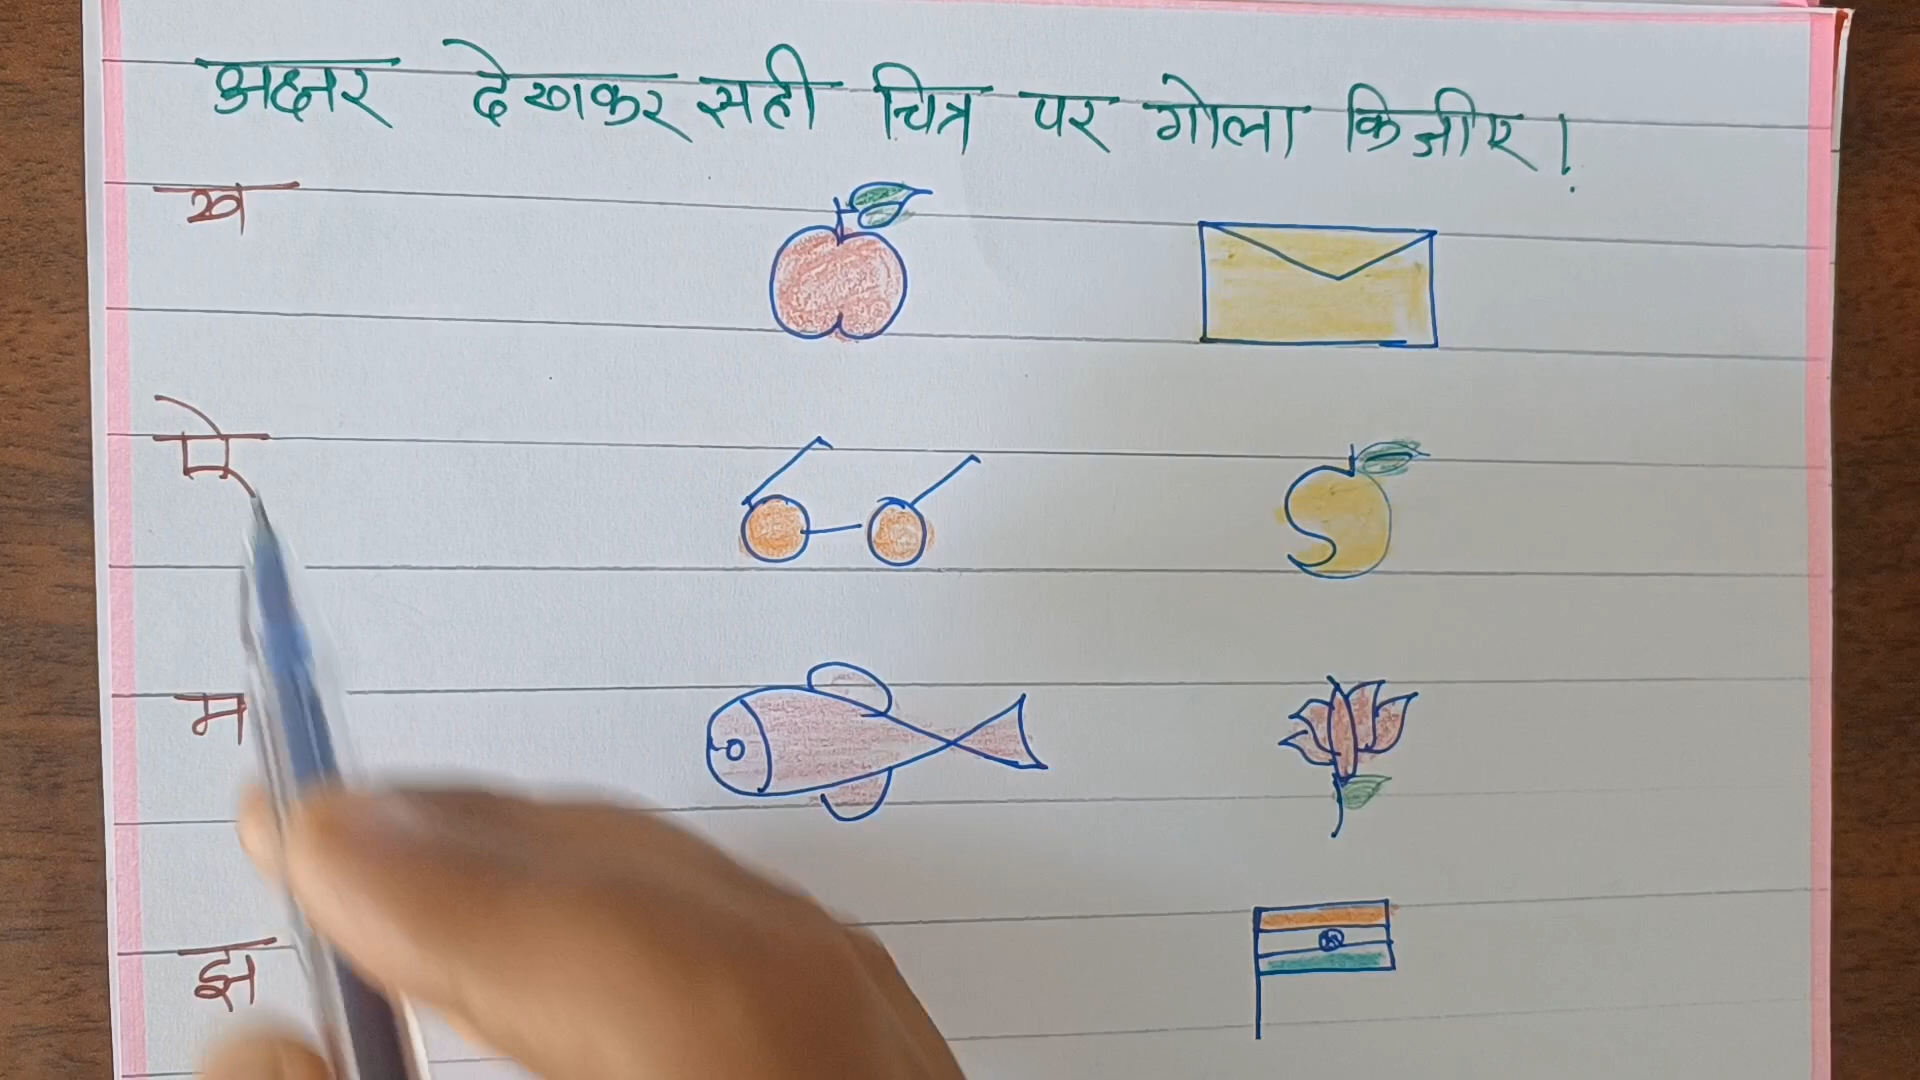 अक्षर देखकर सही चित्र पर गोला किजीए।
ख
ऐ
म
झ